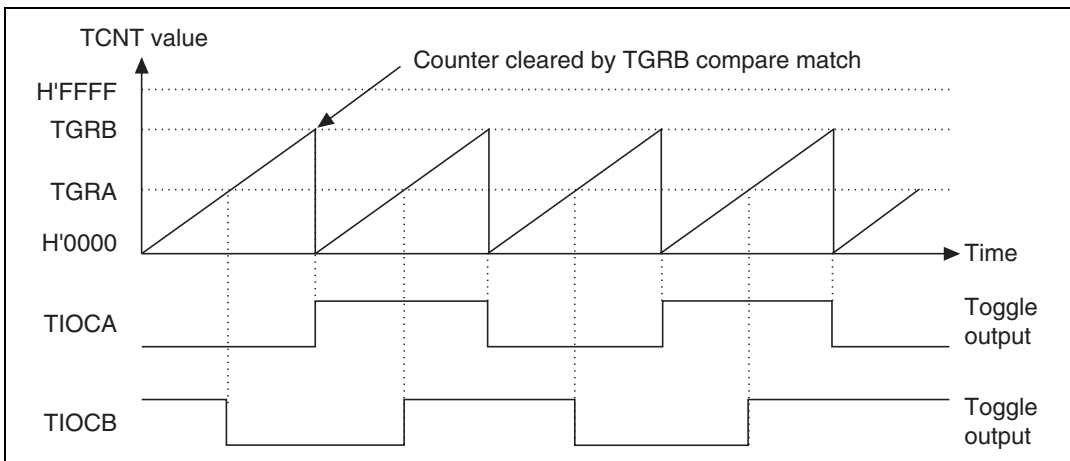 TCNT value
Counter cleared by TGRB compare match
H'FFFF
TGRB
TGRA
H'0000
Time
TIOCA
Toggle
output
TIOCB
Toggle
output